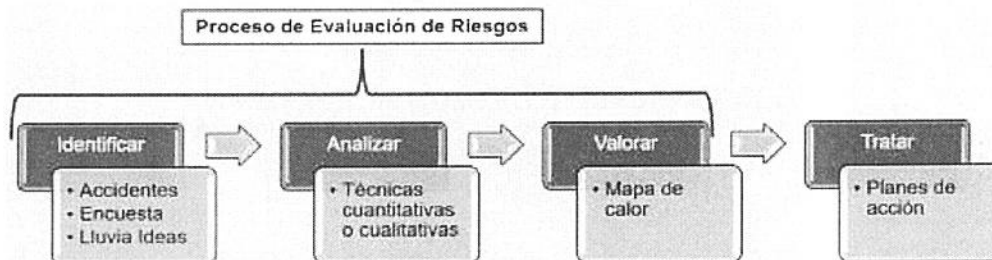 Proceso de Evaluación de Riesgos
Identificar
• Accidentes
• Encuesta
• Lluvia Ideas
Analizar
• Técnicas
cuantitativas
o cualitativas
Valorar
• Mapa de
calor
Tratar
• Planes de
acción